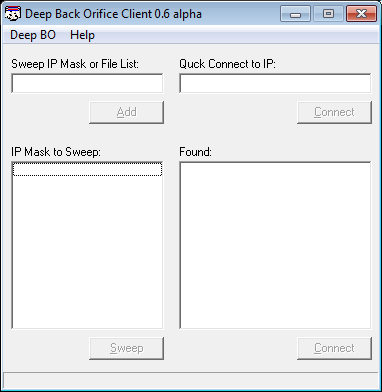 Deep Back Orifice Client 0.6 alpha
Deep BO Help
Sweep IP Mask or File List: Quck Connect to IP:
Add Connect
IP Mask to Sweep: Found:
Sweep Connect